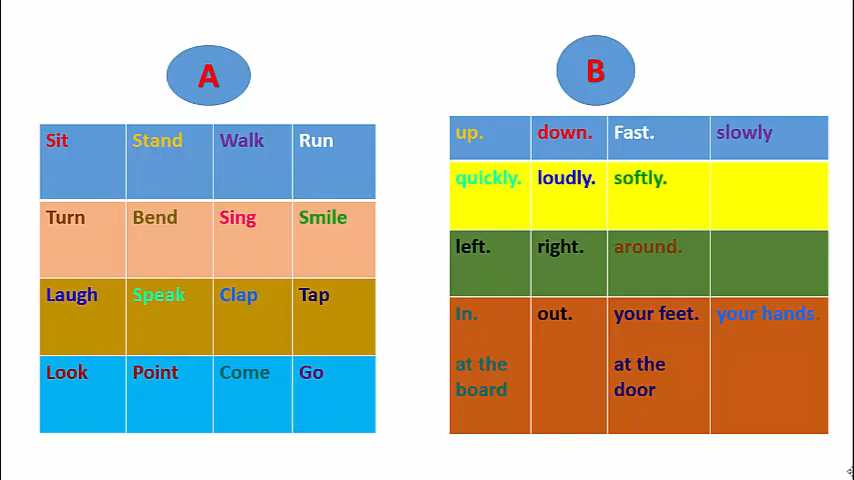 A
Sit Stand Walk Run
Turn Bend Sing Smile
Laugh Speak Clap Tap
Look Point Come Go
B
up. down. Fast. slowly
quickly. loudly. softly.
left. right. around.
In. out. your feet. your hands.
at the at the
board door